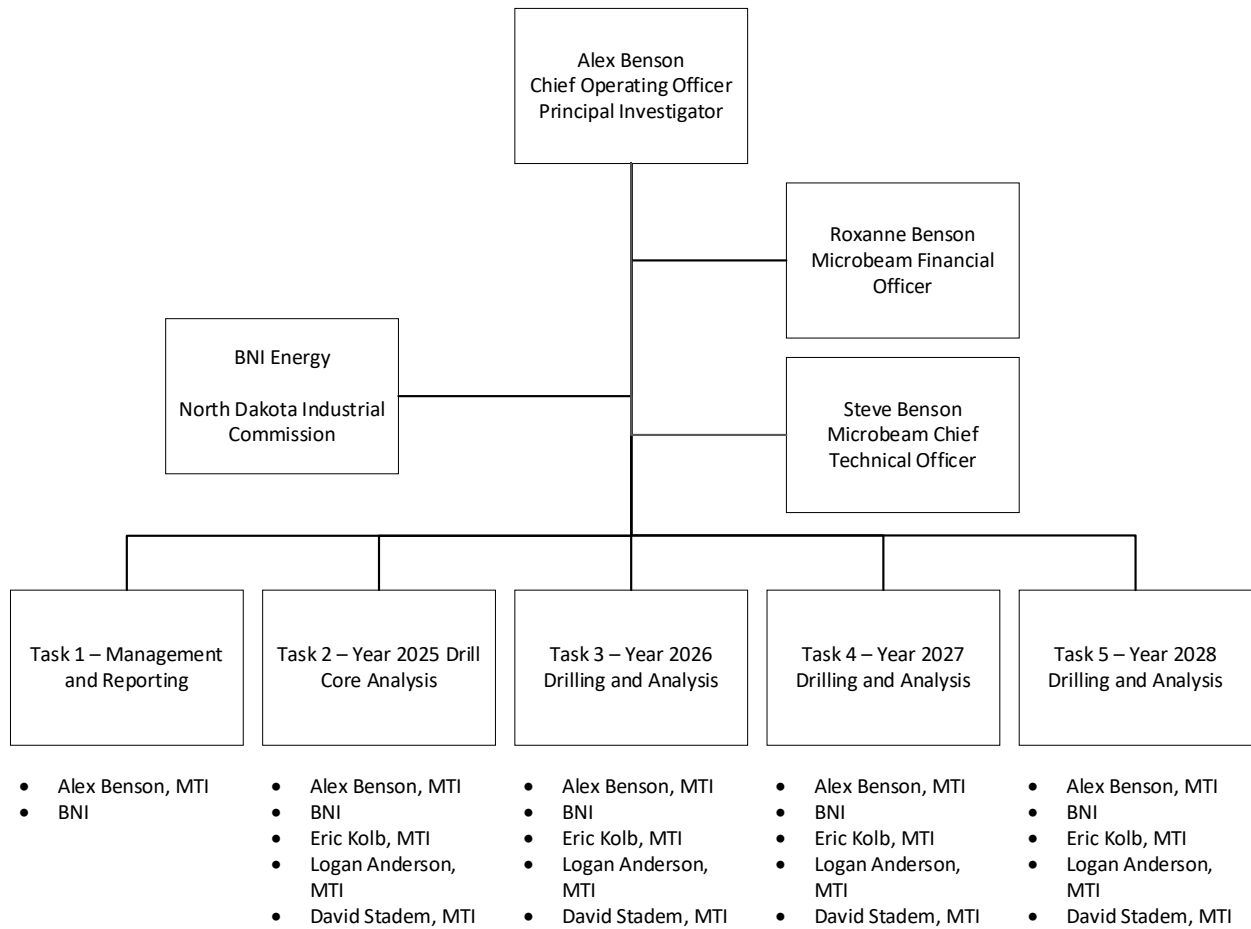 Alex Benson
Chief Operating Officer
Principal Investigator
Roxanne Benson
Microbeam Financial
Officer
BNI Energy
North Dakota Industrial
Commission
Steve Benson
Microbeam Chief
Technical Officer
Task 1 – Management
and Reporting
Task 2 – Year 2025 Drill
Core Analysis
Task 3 – Year 2026
Drilling and Analysis
Task 4 – Year 2027
Drilling and Analysis
Task 5 – Year 2028
Drilling and Analysis
• Alex Benson, MTI
• BNI
• Alex Benson, MTI
• BNI
• Eric Kolb, MTI
• Logan Anderson,
MTI
• David Stadem, MTI
• Alex Benson, MTI
• BNI
• Eric Kolb, MTI
• Logan Anderson,
MTI
• David Stadem, MTI
• Alex Benson, MTI
• BNI
• Eric Kolb, MTI
• Logan Anderson,
MTI
• David Stadem, MTI
• Alex Benson, MTI
• BNI
• Eric Kolb, MTI
• Logan Anderson,
MTI
• David Stadem, MTI